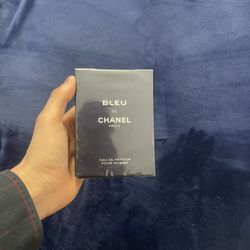 BLEU
DE
CHANEL
PARIS
EAU DE PARFUM
POUR HOMME